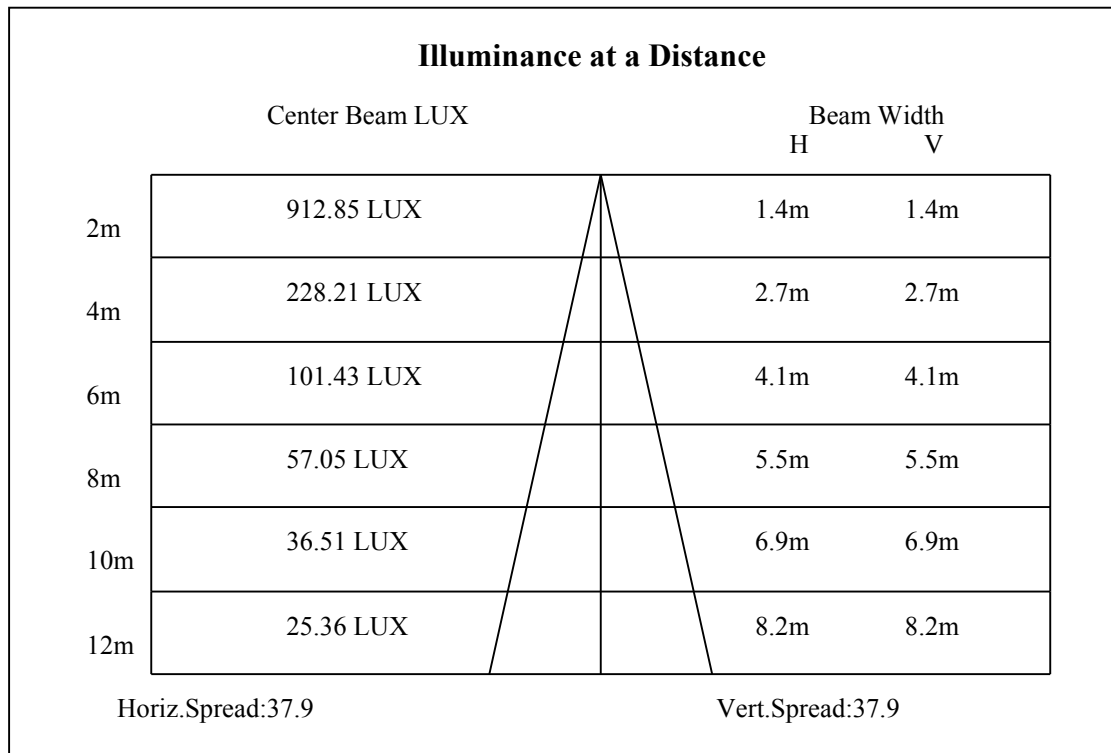 Illuminance at a Distance
Center Beam LUX Beam Width
H V
2m 912.85 LUX 1.4m 1.4m
4m 228.21 LUX 2.7m 2.7m
6m 101.43 LUX 4.1m 4.1m
8m 57.05 LUX 5.5m 5.5m
10m 36.51 LUX 6.9m 6.9m
12m 25.36 LUX 8.2m 8.2m
Horiz.Spread:37.9 Vert.Spread:37.9